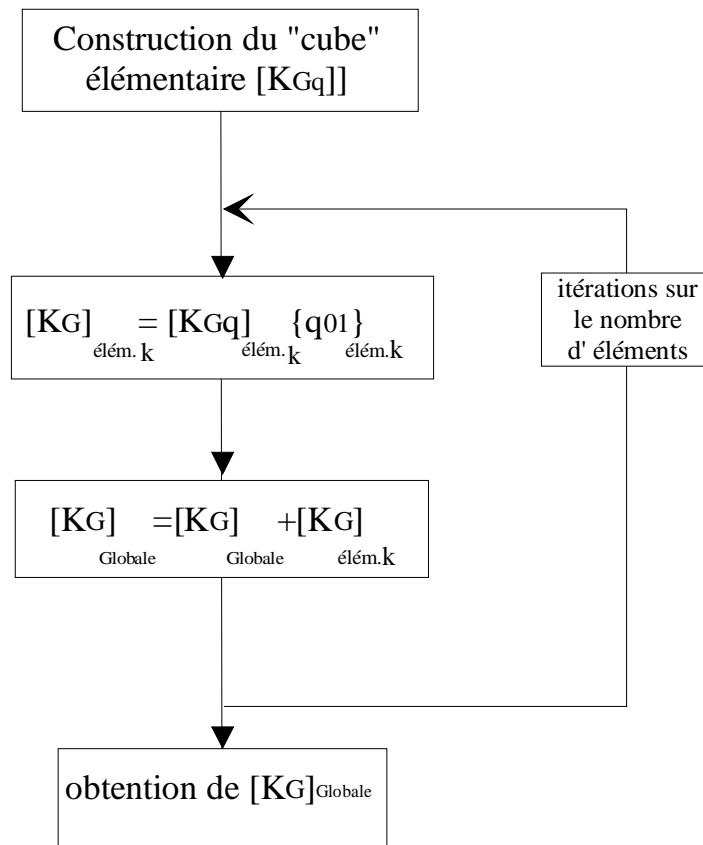 Construction du "cube"
élémentaire [KGq]]
itérations sur
le nombre
d' éléments
[KG] élém.k = [KGq] élém.k {q01} élém.k
[KG] Globale =[KG] Globale +[KG] élém.k
obtention de [KG]Globale